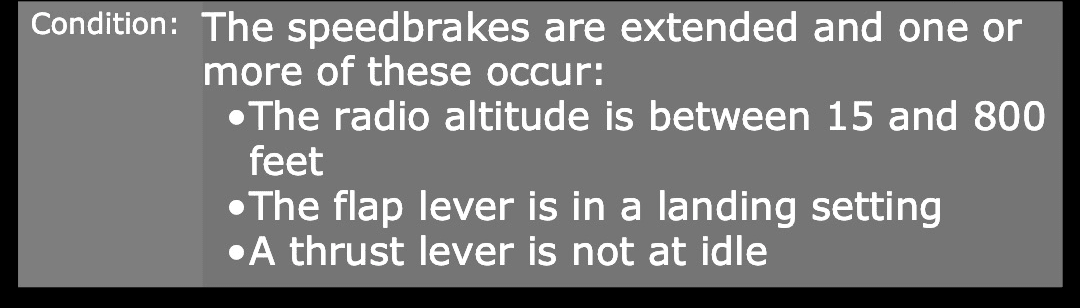 Condition: The speedbrakes are extended and one or
more of these occur:
•The radio altitude is between 15 and 800
feet
•The flap lever is in a landing setting
•A thrust lever is not at idle